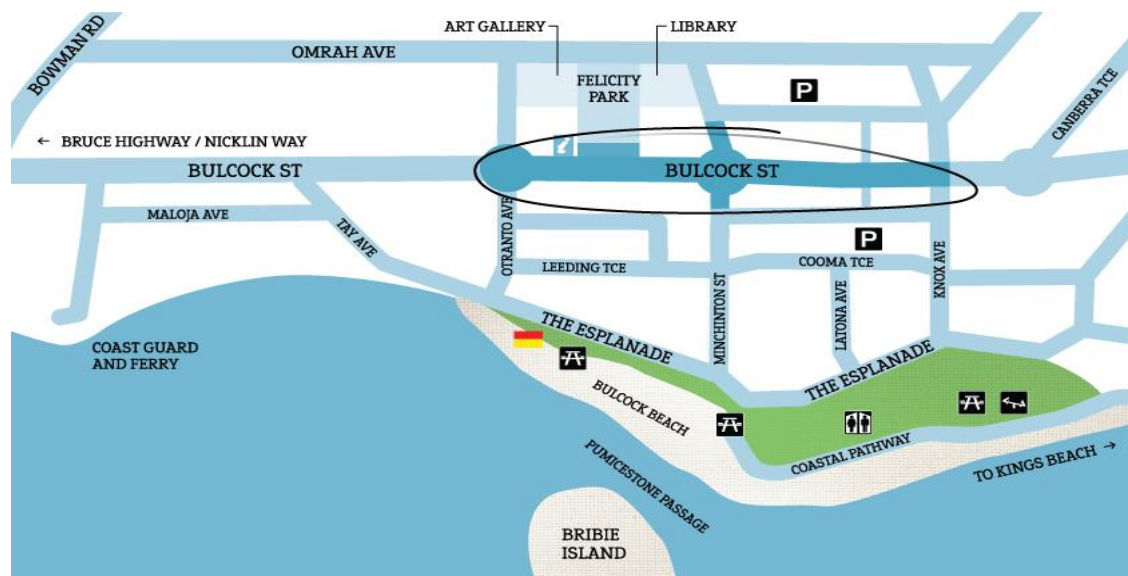 ART GALLERY
LIBRARY
BOWMAN RD
OMRAH AVE
FELICITY
PARK
P
CANBERRA TCE
← BRUCE HIGHWAY / NICKLIN WAY
BULCOCK ST
BULCOCK ST
MALOJA AVE
TAY AVE
OTRANTO AVE
LEEDING TCE
MINCHINTON ST
P
COOMA TCE
LATONA AVE
KNOX AVE
COAST GUARD
AND FERRY
THE ESPLANADE
THE ESPLANADE
BULCOCK BEACH
PUMICESTONE PASSAGE
COASTAL PATHWAY
TO KINGS BEACH →
BRIBIE
ISLAND